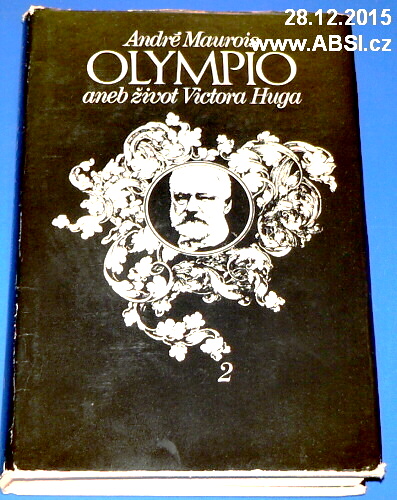 28.12.2015
www.ABSI.cz
André Maurois
OLYMPIO
aneb život Victora Huga
2